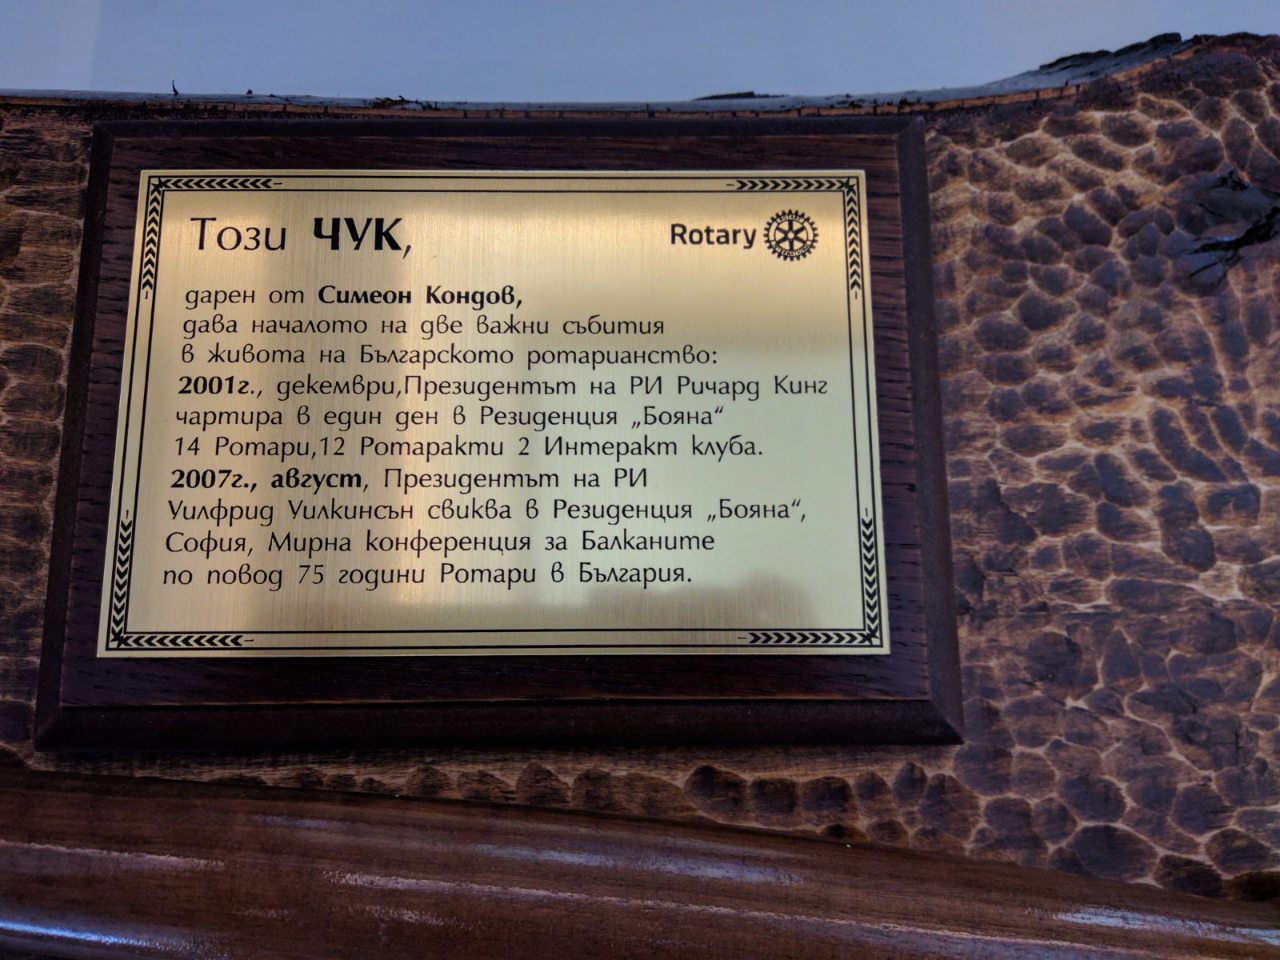 Този ЧУК,
Rotary
дарен от Симеон Кондов,
дава началото на две важни събития
в живота на Българското ротарианство:
2001г., декември,Президентът на РИ Ричард Кинг
чартира в един ден в Резиденция „Бояна“
14 Ротари,12 Ротаракти 2 Интеракт клуба.
2007г., август, Президентът на РИ
Уилфрид Уилкинсън свиква в Резиденция „Бояна“,
София, Мирна конференция за Балканите
по повод 75 години Ротари в България.